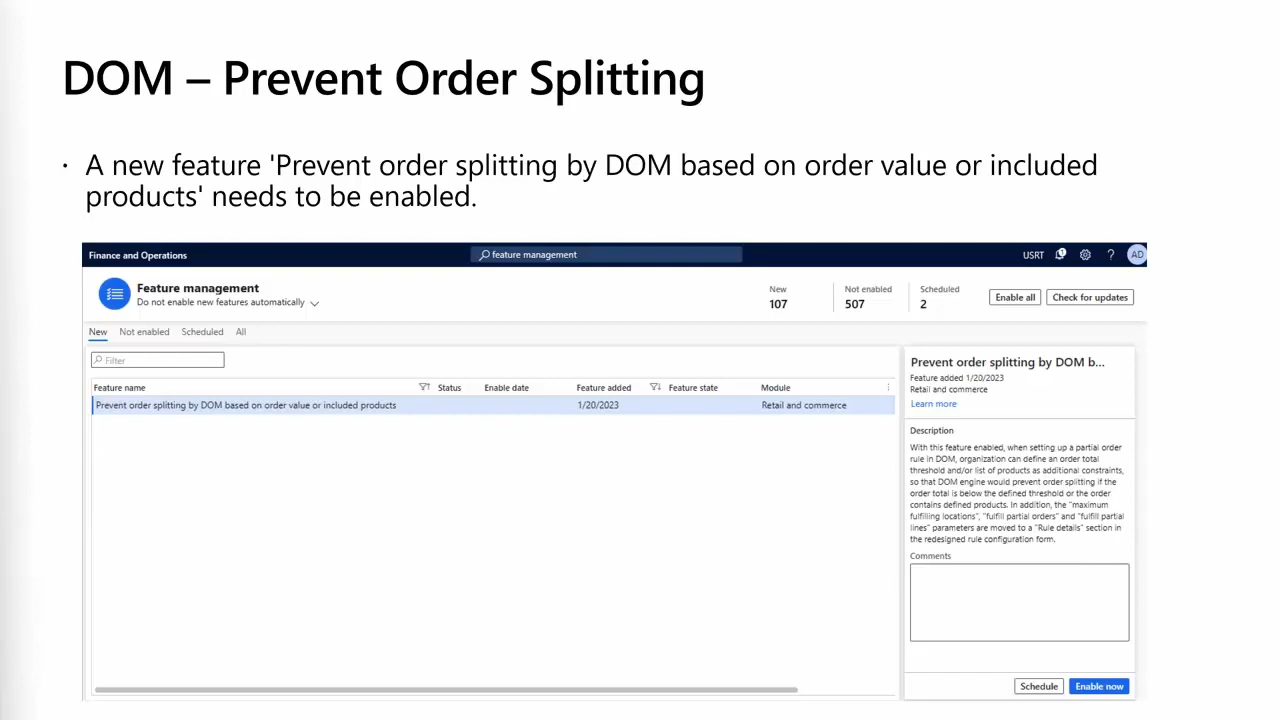 DOM – Prevent Order Splitting
· A new feature 'Prevent order splitting by DOM based on order value or included
products' needs to be enabled.
Finance and Operations
feature management
USRT
1
?
AD
Feature management
Do not enable new features automatically
New
107
Not enabled
507
Scheduled
2
Enable all
Check for updates
New Not enabled Scheduled All
Filter
Feature name Status Enable date Feature added Feature state Module
Prevent order splitting by DOM based on order value or included products 1/20/2023 Retail and commerce
Prevent order splitting by DOM b...
Feature added 1/20/2023
Retail and commerce
Learn more
Description
With this feature enabled, when setting up a partial order
rule in DOM, organization can define an order total
threshold and/or list of products as additional constraints,
so that DOM engine would prevent order splitting if the
order total is below the defined threshold or the order
contains defined products. In addition, the "maximum
fulfilling locations", "fulfill partial orders" and "fulfill partial
lines" parameters are moved to a "Rule details" section in
the redesigned rule configuration form.
Comments
Schedule
Enable now